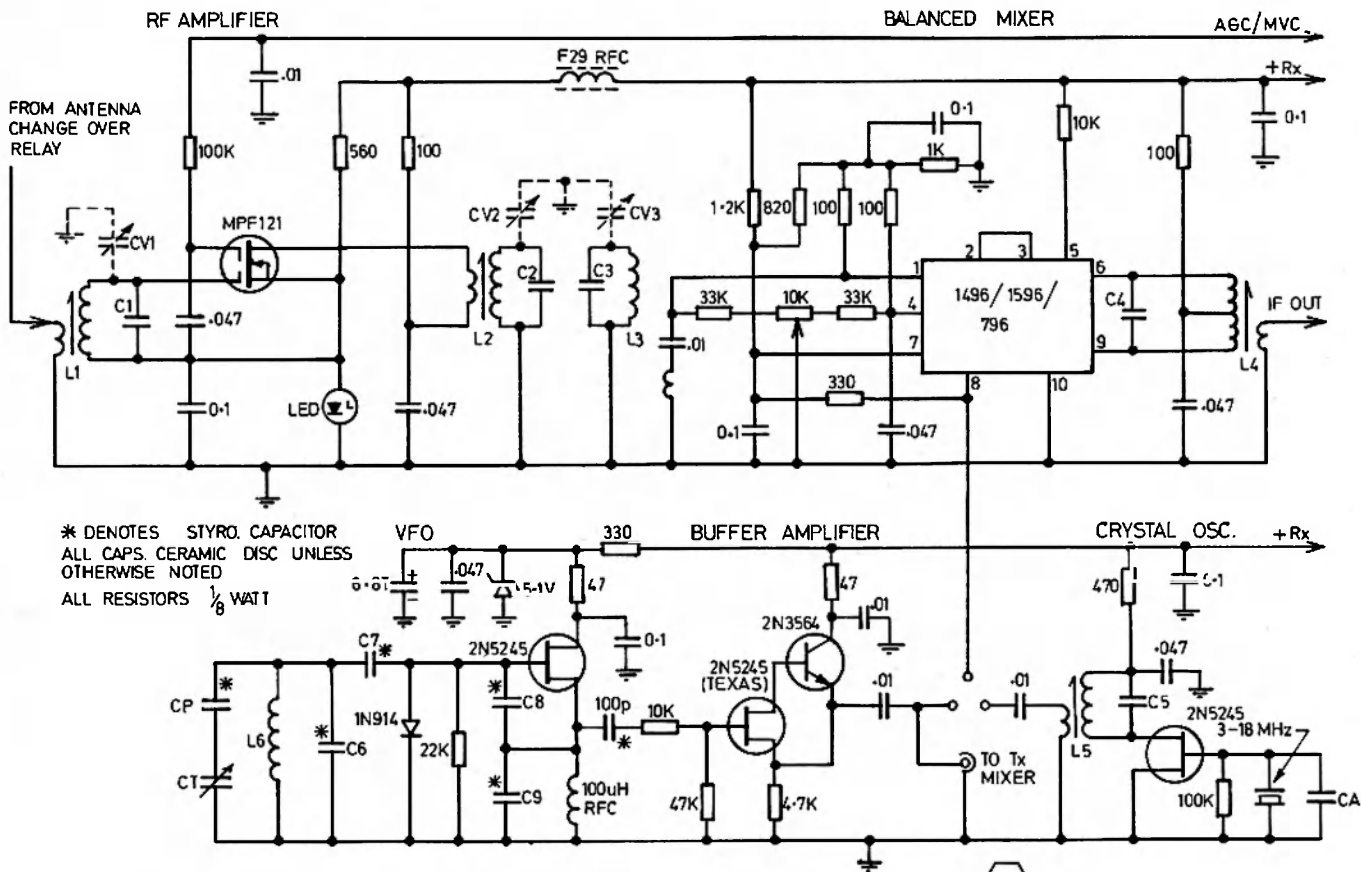 RF AMPLIFIER
BALANCED MIXER
AGC/MVC
F29 RFC
+Rx
.01
FROM ANTENNA
CHANGE OVER
RELAY
100K
560
100
0.1
1K
10K
100
0.1
CV1
MPF121
CV2
CV3
1.2K
820
100
100
2
3
5
1
6
C1
C2
C3
33K
10K
33K
4
1496/1596/
796
C4
IF OUT
.047
L1
L2
L3
.01
7
9
L4
330
8
10
0.1
LED
.047
0.1
.047
.047
* DENOTES STYRO. CAPACITOR
ALL CAPS. CERAMIC DISC UNLESS
OTHERWISE NOTED
ALL RESISTORS 1/8 WATT
VFO
330
BUFFER AMPLIFIER
CRYSTAL OSC.
+Rx
.047
5.1V
47
47
470
0.1
2N3564
.01
C7
*
2N5245
0.1
2N5245
(TEXAS)
.047
CP
*
*
C8
100p
*
10K
.01
.01
C5
2N5245
3-18 MHz
L6
*
C6
1N914
22K
CT
*
C9
100uH
RFC
47K
4.7K
TO Tx
MIXER
L5
100K
CA